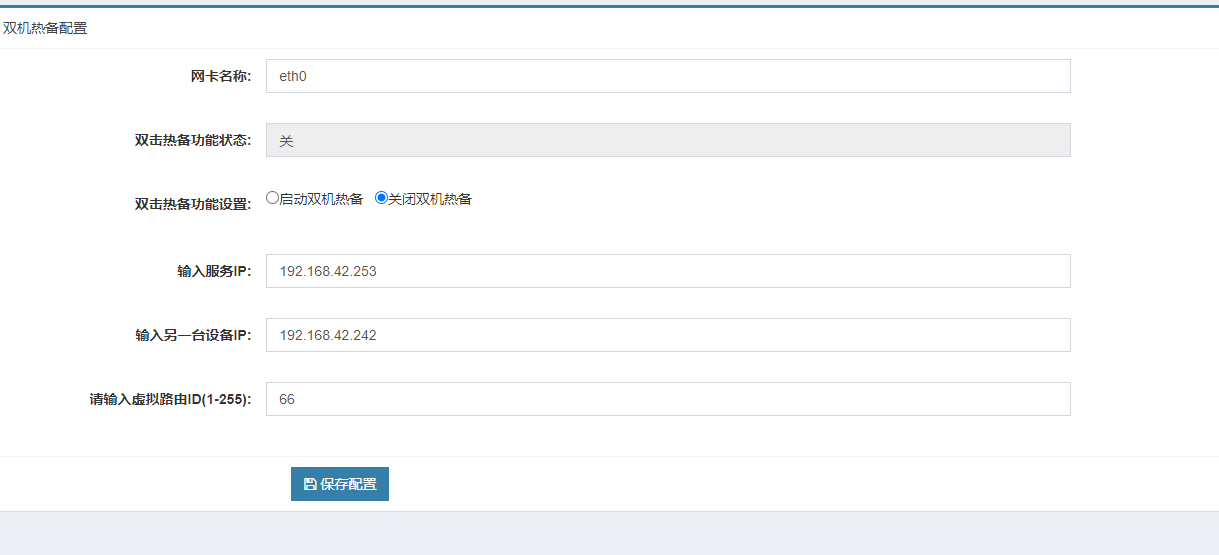 双机热备配置
网卡名称: eth0
双击热备功能状态: 关
双击热备功能设置: 启动双机热备 关闭双机热备
输入服务IP: 192.168.42.253
输入另一台设备IP: 192.168.42.242
请输入虚拟路由ID(1-255): 66
保存配置